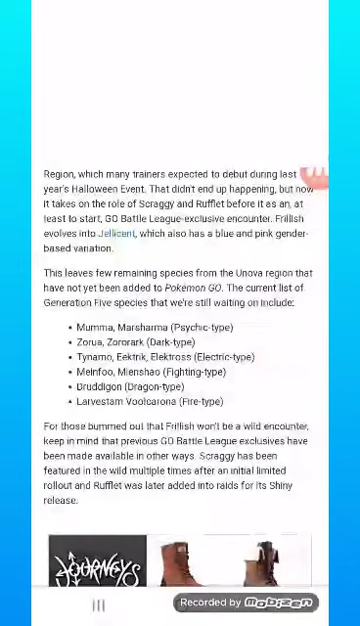 Region, which many trainers expected to debut during last
year's Halloween Event. That didn't end up happening, but now
it takes on the role of Scraggy and Rufflet before it as an, at
least to start, GO Battle League-exclusive encounter. Frillish
evolves into Jellicent, which also has a blue and pink gender-
based variation.
This leaves few remaining species from the Unova region that
have not yet been added to Pokémon GO. The current list of
Generation Five species that we're still waiting on include:
• Mumma, Marsharma (Psychic-type)
• Zorua, Zororark (Dark-type)
• Tynamo, Eektrik, Elektross (Electric-type)
• Meinfoo, Mienshao (Fighting-type)
• Druddigon (Dragon-type)
• Larvestam Voolcarona (Fire-type)
For those bummed out that Frillish won't be a wild encounter,
keep in mind that previous GO Battle League exclusives have
been made available in other ways. Scraggy has been
featured in the wild multiple times after an initial limited
rollout and Rufflet was later added into raids for its Shiny
release.
JOURNEYS
Recorded by Mobizen